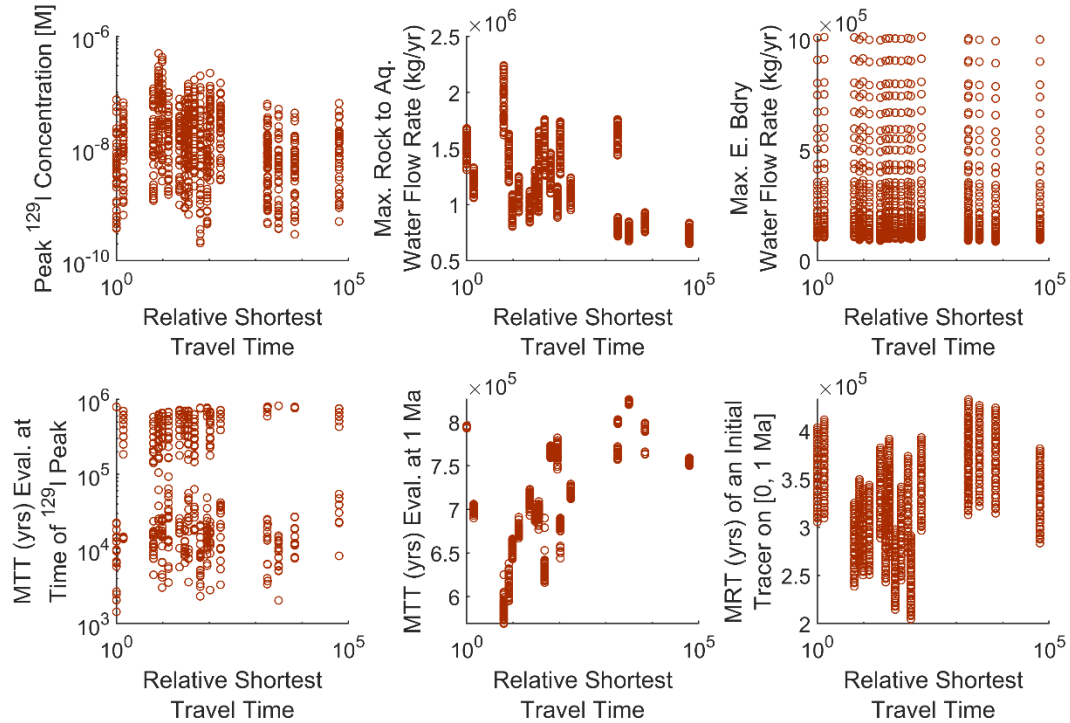 Peak ¹²⁹I Concentration [M]
10⁻⁶
10⁻⁸
10⁻¹⁰
10⁰
10⁵
Relative Shortest
Travel Time
Max. Rock to Aq.
Water Flow Rate (kg/yr)
×10⁶
2.5
2
1.5
1
0.5
10⁰
10⁵
Relative Shortest
Travel Time
Max. E. Bdry
Water Flow Rate (kg/yr)
×10⁵
10
5
0
10⁰
10⁵
Relative Shortest
Travel Time
MTT (yrs) Eval. at
Time of ¹²⁹I Peak
10⁶
10⁵
10⁴
10³
10⁰
10⁵
Relative Shortest
Travel Time
MTT (yrs) Eval. at 1 Ma
×10⁵
8
7.5
7
6.5
6
10⁰
10⁵
Relative Shortest
Travel Time
MRT (yrs) of an Initial
Tracer on [0, 1 Ma]
×10⁵
4
3.5
3
2.5
2
10⁰
10⁵
Relative Shortest
Travel Time